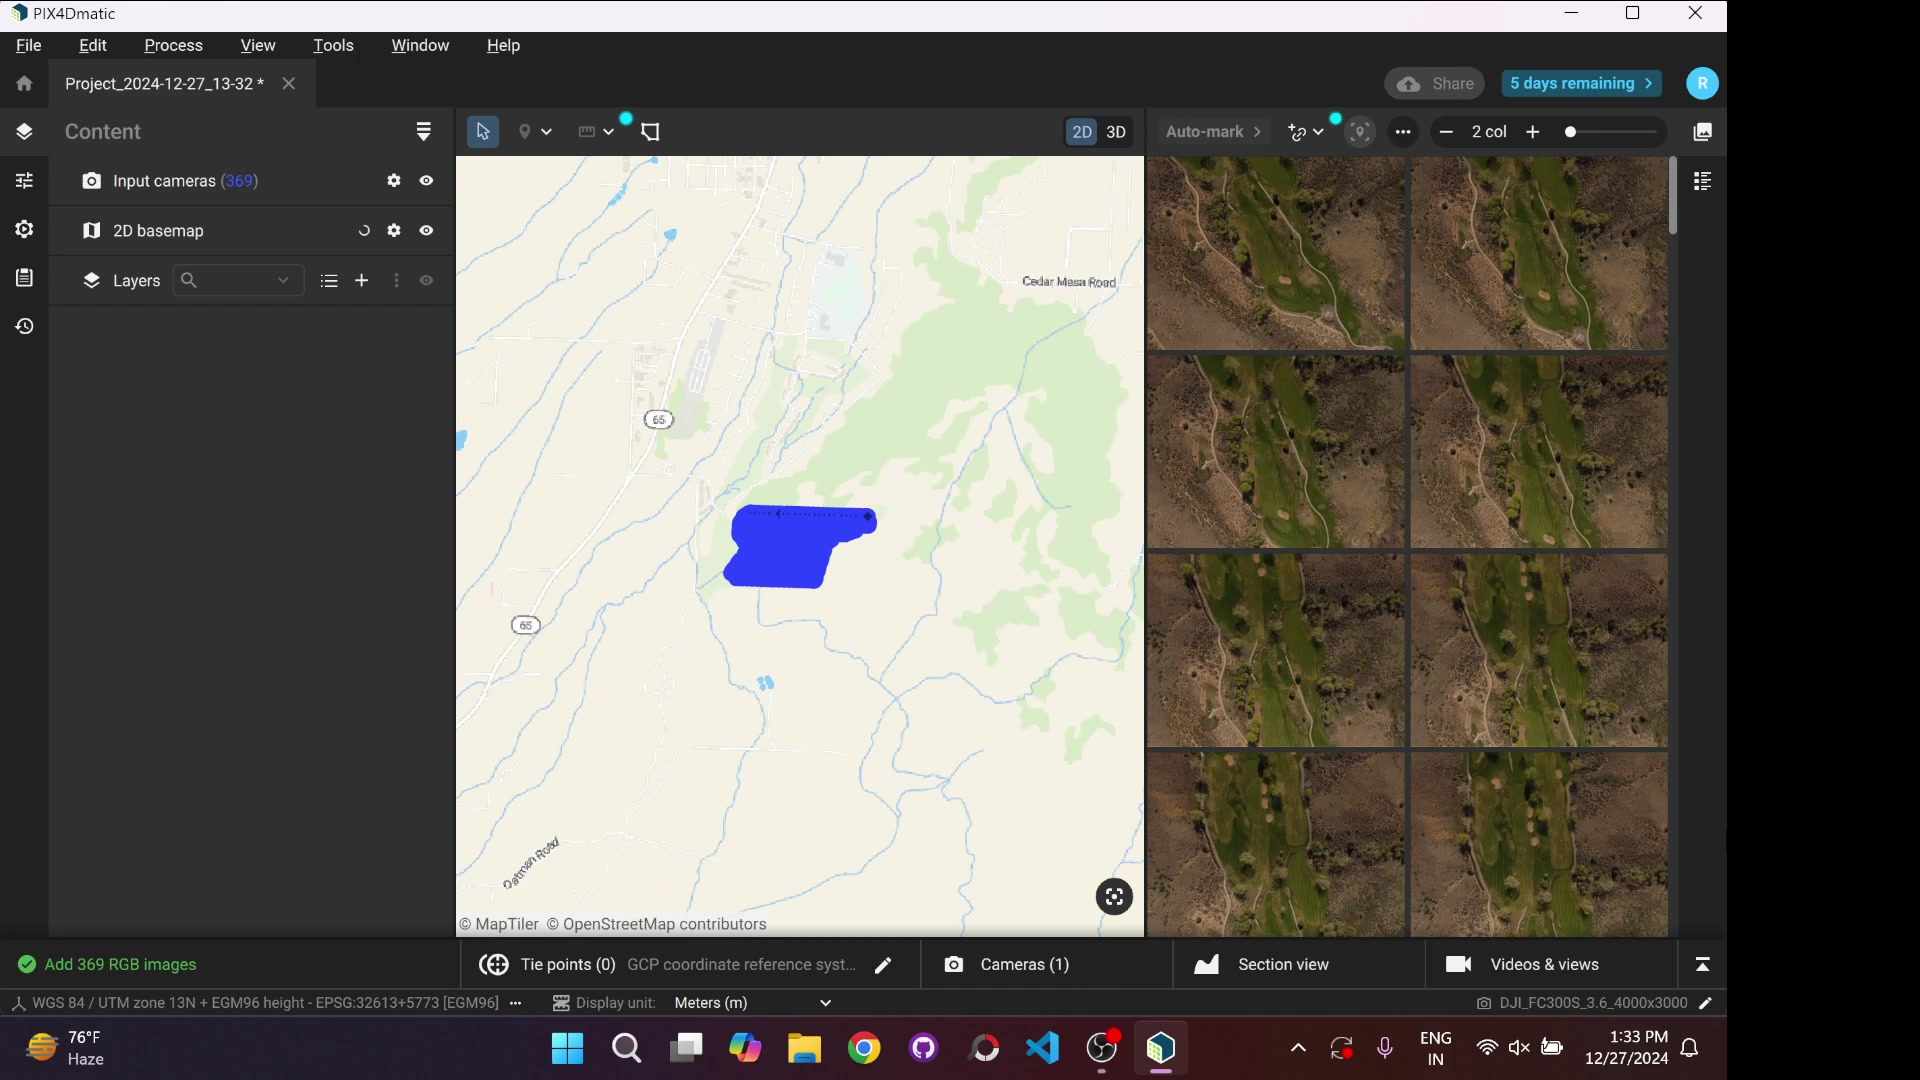 PIX4Dmatic
File Edit Process View Tools Window Help
Project_2024-12-27_13-32 *
Share
5 days remaining
R
Content
2D 3D
Auto-mark
2 col
Input cameras (369)
2D basemap
Layers
Cedar Mesa Road
65
65
Oatman Road
© MapTiler © OpenStreetMap contributors
Add 369 RGB images
Tie points (0) GCP coordinate reference syst...
Cameras (1)
Section view
Videos & views
WGS 84 / UTM zone 13N + EGM96 height - EPSG:32613+5773 [EGM96]
Display unit: Meters (m)
DJI_FC300S_3.6_4000x3000
76°F
Haze
ENG
IN
1:33 PM
12/27/2024